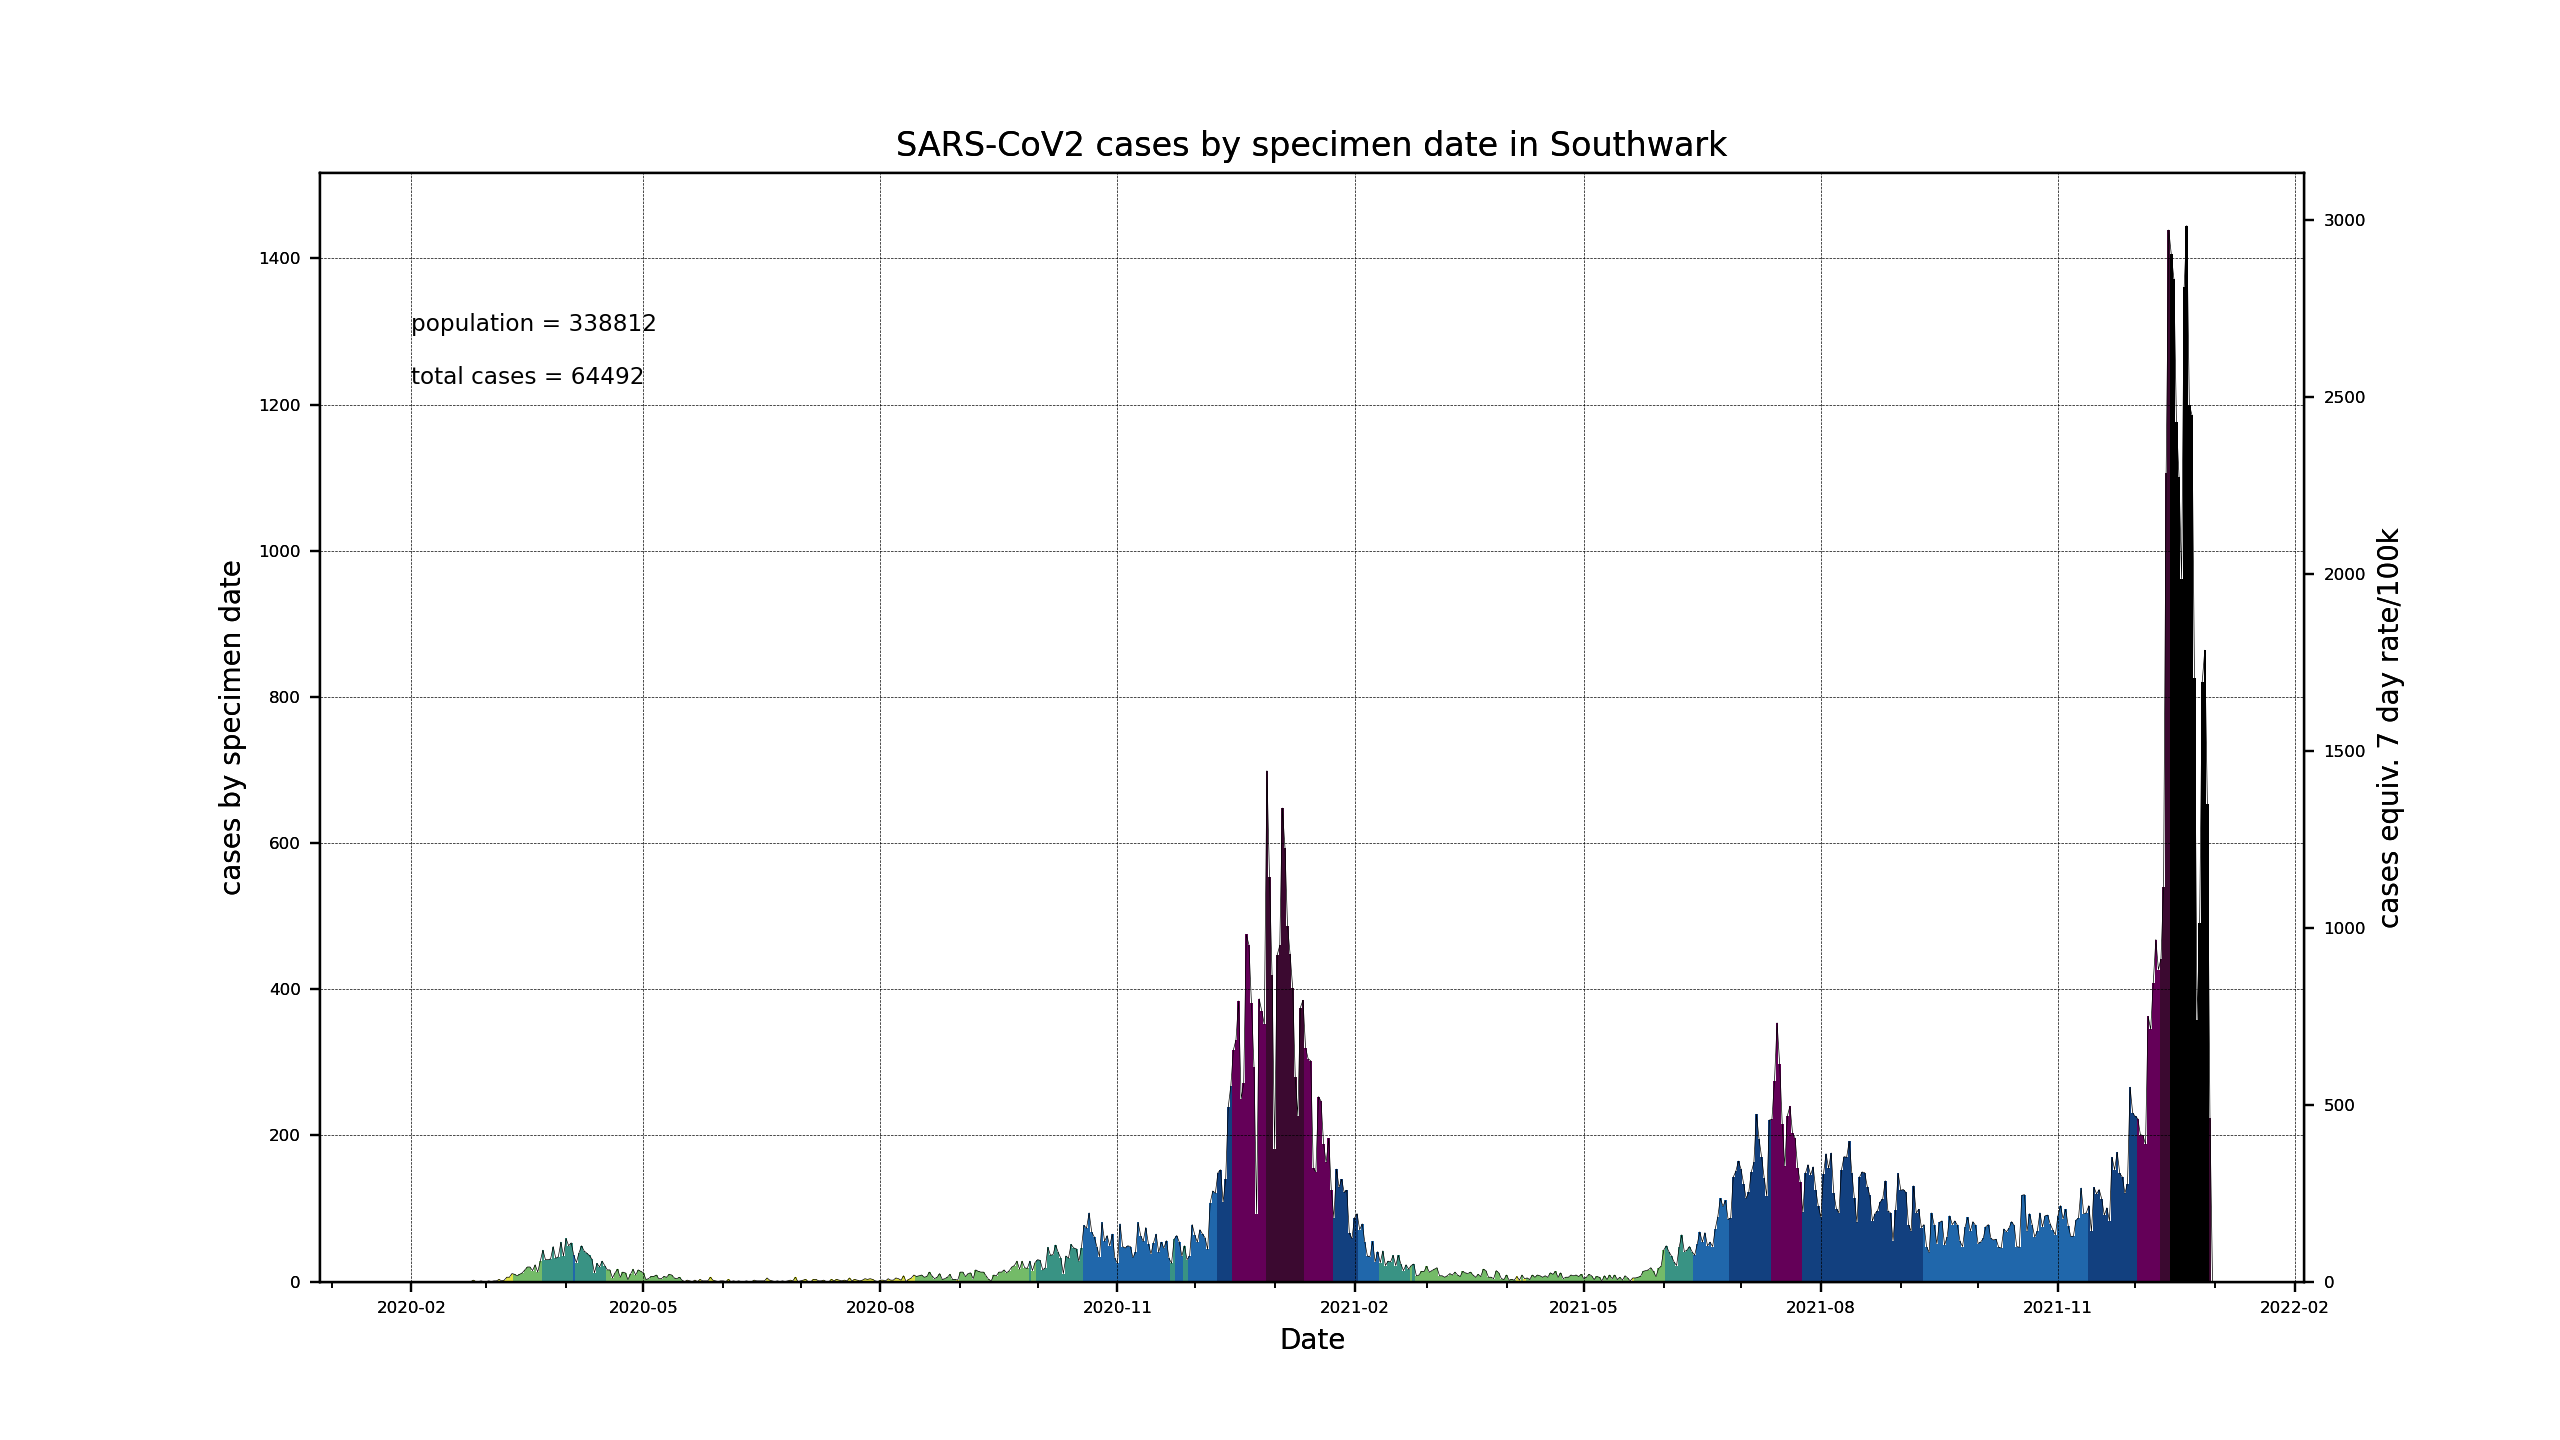 SARS-CoV2 cases by specimen date in Southwark
population = 338812
total cases = 64492
cases by specimen date
1400
1200
1000
800
600
400
200
0
3000
2500
2000
1500
1000
500
0
cases equiv. 7 day rate/100k
2020-02 2020-05 2020-08 2020-11 2021-02 2021-05 2021-08 2021-11 2022-02
Date